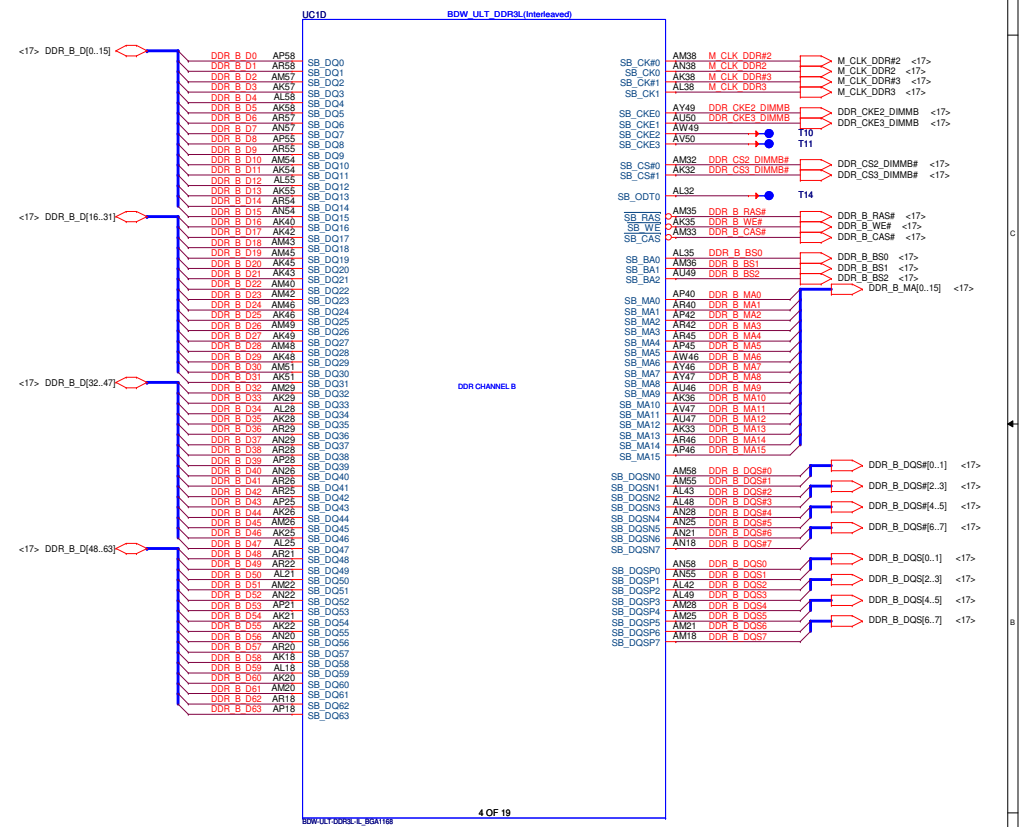 UC1D
BDW_ULT_DDR3L(Interleaved)
<17> DDR_B_D[0..15]
DDR_B_D0 AP58 SB_DQ0
DDR_B_D1 AR58 SB_DQ1
DDR_B_D2 AM57 SB_DQ2
DDR_B_D3 AK57 SB_DQ3
DDR_B_D4 AL58 SB_DQ4
DDR_B_D5 AK58 SB_DQ5
DDR_B_D6 AR57 SB_DQ6
DDR_B_D7 AN57 SB_DQ7
DDR_B_D8 AP55 SB_DQ8
DDR_B_D9 AR55 SB_DQ9
DDR_B_D10 AM54 SB_DQ10
DDR_B_D11 AK54 SB_DQ11
DDR_B_D12 AL55 SB_DQ12
DDR_B_D13 AK55 SB_DQ13
DDR_B_D14 AR54 SB_DQ14
DDR_B_D15 AN54 SB_DQ15
<17> DDR_B_D[16..31]
DDR_B_D16 AK40 SB_DQ16
DDR_B_D17 AK42 SB_DQ17
DDR_B_D18 AM43 SB_DQ18
DDR_B_D19 AM45 SB_DQ19
DDR_B_D20 AK45 SB_DQ20
DDR_B_D21 AK43 SB_DQ21
DDR_B_D22 AM40 SB_DQ22
DDR_B_D23 AM42 SB_DQ23
DDR_B_D24 AM46 SB_DQ24
DDR_B_D25 AK46 SB_DQ25
DDR_B_D26 AM49 SB_DQ26
DDR_B_D27 AK49 SB_DQ27
DDR_B_D28 AM48 SB_DQ28
DDR_B_D29 AK48 SB_DQ29
DDR_B_D30 AM51 SB_DQ30
DDR_B_D31 AK51 SB_DQ31
<17> DDR_B_D[32..47]
DDR_B_D32 AM29 SB_DQ32
DDR_B_D33 AK29 SB_DQ33
DDR_B_D34 AL28 SB_DQ34
DDR_B_D35 AK28 SB_DQ35
DDR_B_D36 AR29 SB_DQ36
DDR_B_D37 AN29 SB_DQ37
DDR_B_D38 AR28 SB_DQ38
DDR_B_D39 AP28 SB_DQ39
DDR_B_D40 AN26 SB_DQ40
DDR_B_D41 AR26 SB_DQ41
DDR_B_D42 AR25 SB_DQ42
DDR_B_D43 AP25 SB_DQ43
DDR_B_D44 AK26 SB_DQ44
DDR_B_D45 AM26 SB_DQ45
DDR_B_D46 AK25 SB_DQ46
DDR_B_D47 AL25 SB_DQ47
<17> DDR_B_D[48..63]
DDR_B_D48 AR21 SB_DQ48
DDR_B_D49 AR22 SB_DQ49
DDR_B_D50 AL21 SB_DQ50
DDR_B_D51 AM22 SB_DQ51
DDR_B_D52 AN22 SB_DQ52
DDR_B_D53 AP21 SB_DQ53
DDR_B_D54 AK21 SB_DQ54
DDR_B_D55 AK22 SB_DQ55
DDR_B_D56 AN20 SB_DQ56
DDR_B_D57 AR20 SB_DQ57
DDR_B_D58 AK18 SB_DQ58
DDR_B_D59 AL18 SB_DQ59
DDR_B_D60 AK20 SB_DQ60
DDR_B_D61 AM20 SB_DQ61
DDR_B_D62 AR18 SB_DQ62
DDR_B_D63 AP18 SB_DQ63
DDR CHANNEL B
SB_CK#0 AM38 M_CLK_DDR#2 M_CLK_DDR#2 <17>
SB_CK0 AN38 M_CLK_DDR2 M_CLK_DDR2 <17>
SB_CK#1 AK38 M_CLK_DDR#3 M_CLK_DDR#3 <17>
SB_CK1 AL38 M_CLK_DDR3 M_CLK_DDR3 <17>
SB_CKE0 AY49 DDR_CKE2_DIMMB DDR_CKE2_DIMMB <17>
SB_CKE1 AU50 DDR_CKE3_DIMMB DDR_CKE3_DIMMB <17>
SB_CKE2 AW49 T10
SB_CKE3 AV50 T11
SB_CS#0 AM32 DDR_CS2_DIMMB# DDR_CS2_DIMMB# <17>
SB_CS#1 AK32 DDR_CS3_DIMMB# DDR_CS3_DIMMB# <17>
SB_ODT0 AL32 T14
SB_RAS AM35 DDR_B_RAS# DDR_B_RAS# <17>
SB_WE AK35 DDR_B_WE# DDR_B_WE# <17>
SB_CAS AM33 DDR_B_CAS# DDR_B_CAS# <17>
SB_BA0 AL35 DDR_B_BS0 DDR_B_BS0 <17>
SB_BA1 AM36 DDR_B_BS1 DDR_B_BS1 <17>
SB_BA2 AU49 DDR_B_BS2 DDR_B_BS2 <17>
DDR_B_MA[0..15] <17>
SB_MA0 AP40 DDR_B_MA0
SB_MA1 AR40 DDR_B_MA1
SB_MA2 AP42 DDR_B_MA2
SB_MA3 AR42 DDR_B_MA3
SB_MA4 AR45 DDR_B_MA4
SB_MA5 AP45 DDR_B_MA5
SB_MA6 AW46 DDR_B_MA6
SB_MA7 AY46 DDR_B_MA7
SB_MA8 AY47 DDR_B_MA8
SB_MA9 AU46 DDR_B_MA9
SB_MA10 AK36 DDR_B_MA10
SB_MA11 AV47 DDR_B_MA11
SB_MA12 AU47 DDR_B_MA12
SB_MA13 AK33 DDR_B_MA13
SB_MA14 AR46 DDR_B_MA14
SB_MA15 AP46 DDR_B_MA15
DDR_B_DQS#[0..1] <17>
SB_DQSN0 AM58 DDR_B_DQS#0
SB_DQSN1 AM55 DDR_B_DQS#1
DDR_B_DQS#[2..3] <17>
SB_DQSN2 AL43 DDR_B_DQS#2
SB_DQSN3 AL48 DDR_B_DQS#3
DDR_B_DQS#[4..5] <17>
SB_DQSN4 AN28 DDR_B_DQS#4
SB_DQSN5 AN25 DDR_B_DQS#5
DDR_B_DQS#[6..7] <17>
SB_DQSN6 AN21 DDR_B_DQS#6
SB_DQSN7 AN18 DDR_B_DQS#7
DDR_B_DQS[0..1] <17>
SB_DQSP0 AN58 DDR_B_DQS0
SB_DQSP1 AN55 DDR_B_DQS1
DDR_B_DQS[2..3] <17>
SB_DQSP2 AL42 DDR_B_DQS2
SB_DQSP3 AL49 DDR_B_DQS3
DDR_B_DQS[4..5] <17>
SB_DQSP4 AM28 DDR_B_DQS4
SB_DQSP5 AM25 DDR_B_DQS5
DDR_B_DQS[6..7] <17>
SB_DQSP6 AM21 DDR_B_DQS6
SB_DQSP7 AM18 DDR_B_DQS7
C
B
4 OF 19
BDW-ULT-DDR3L-IL_BGA1168